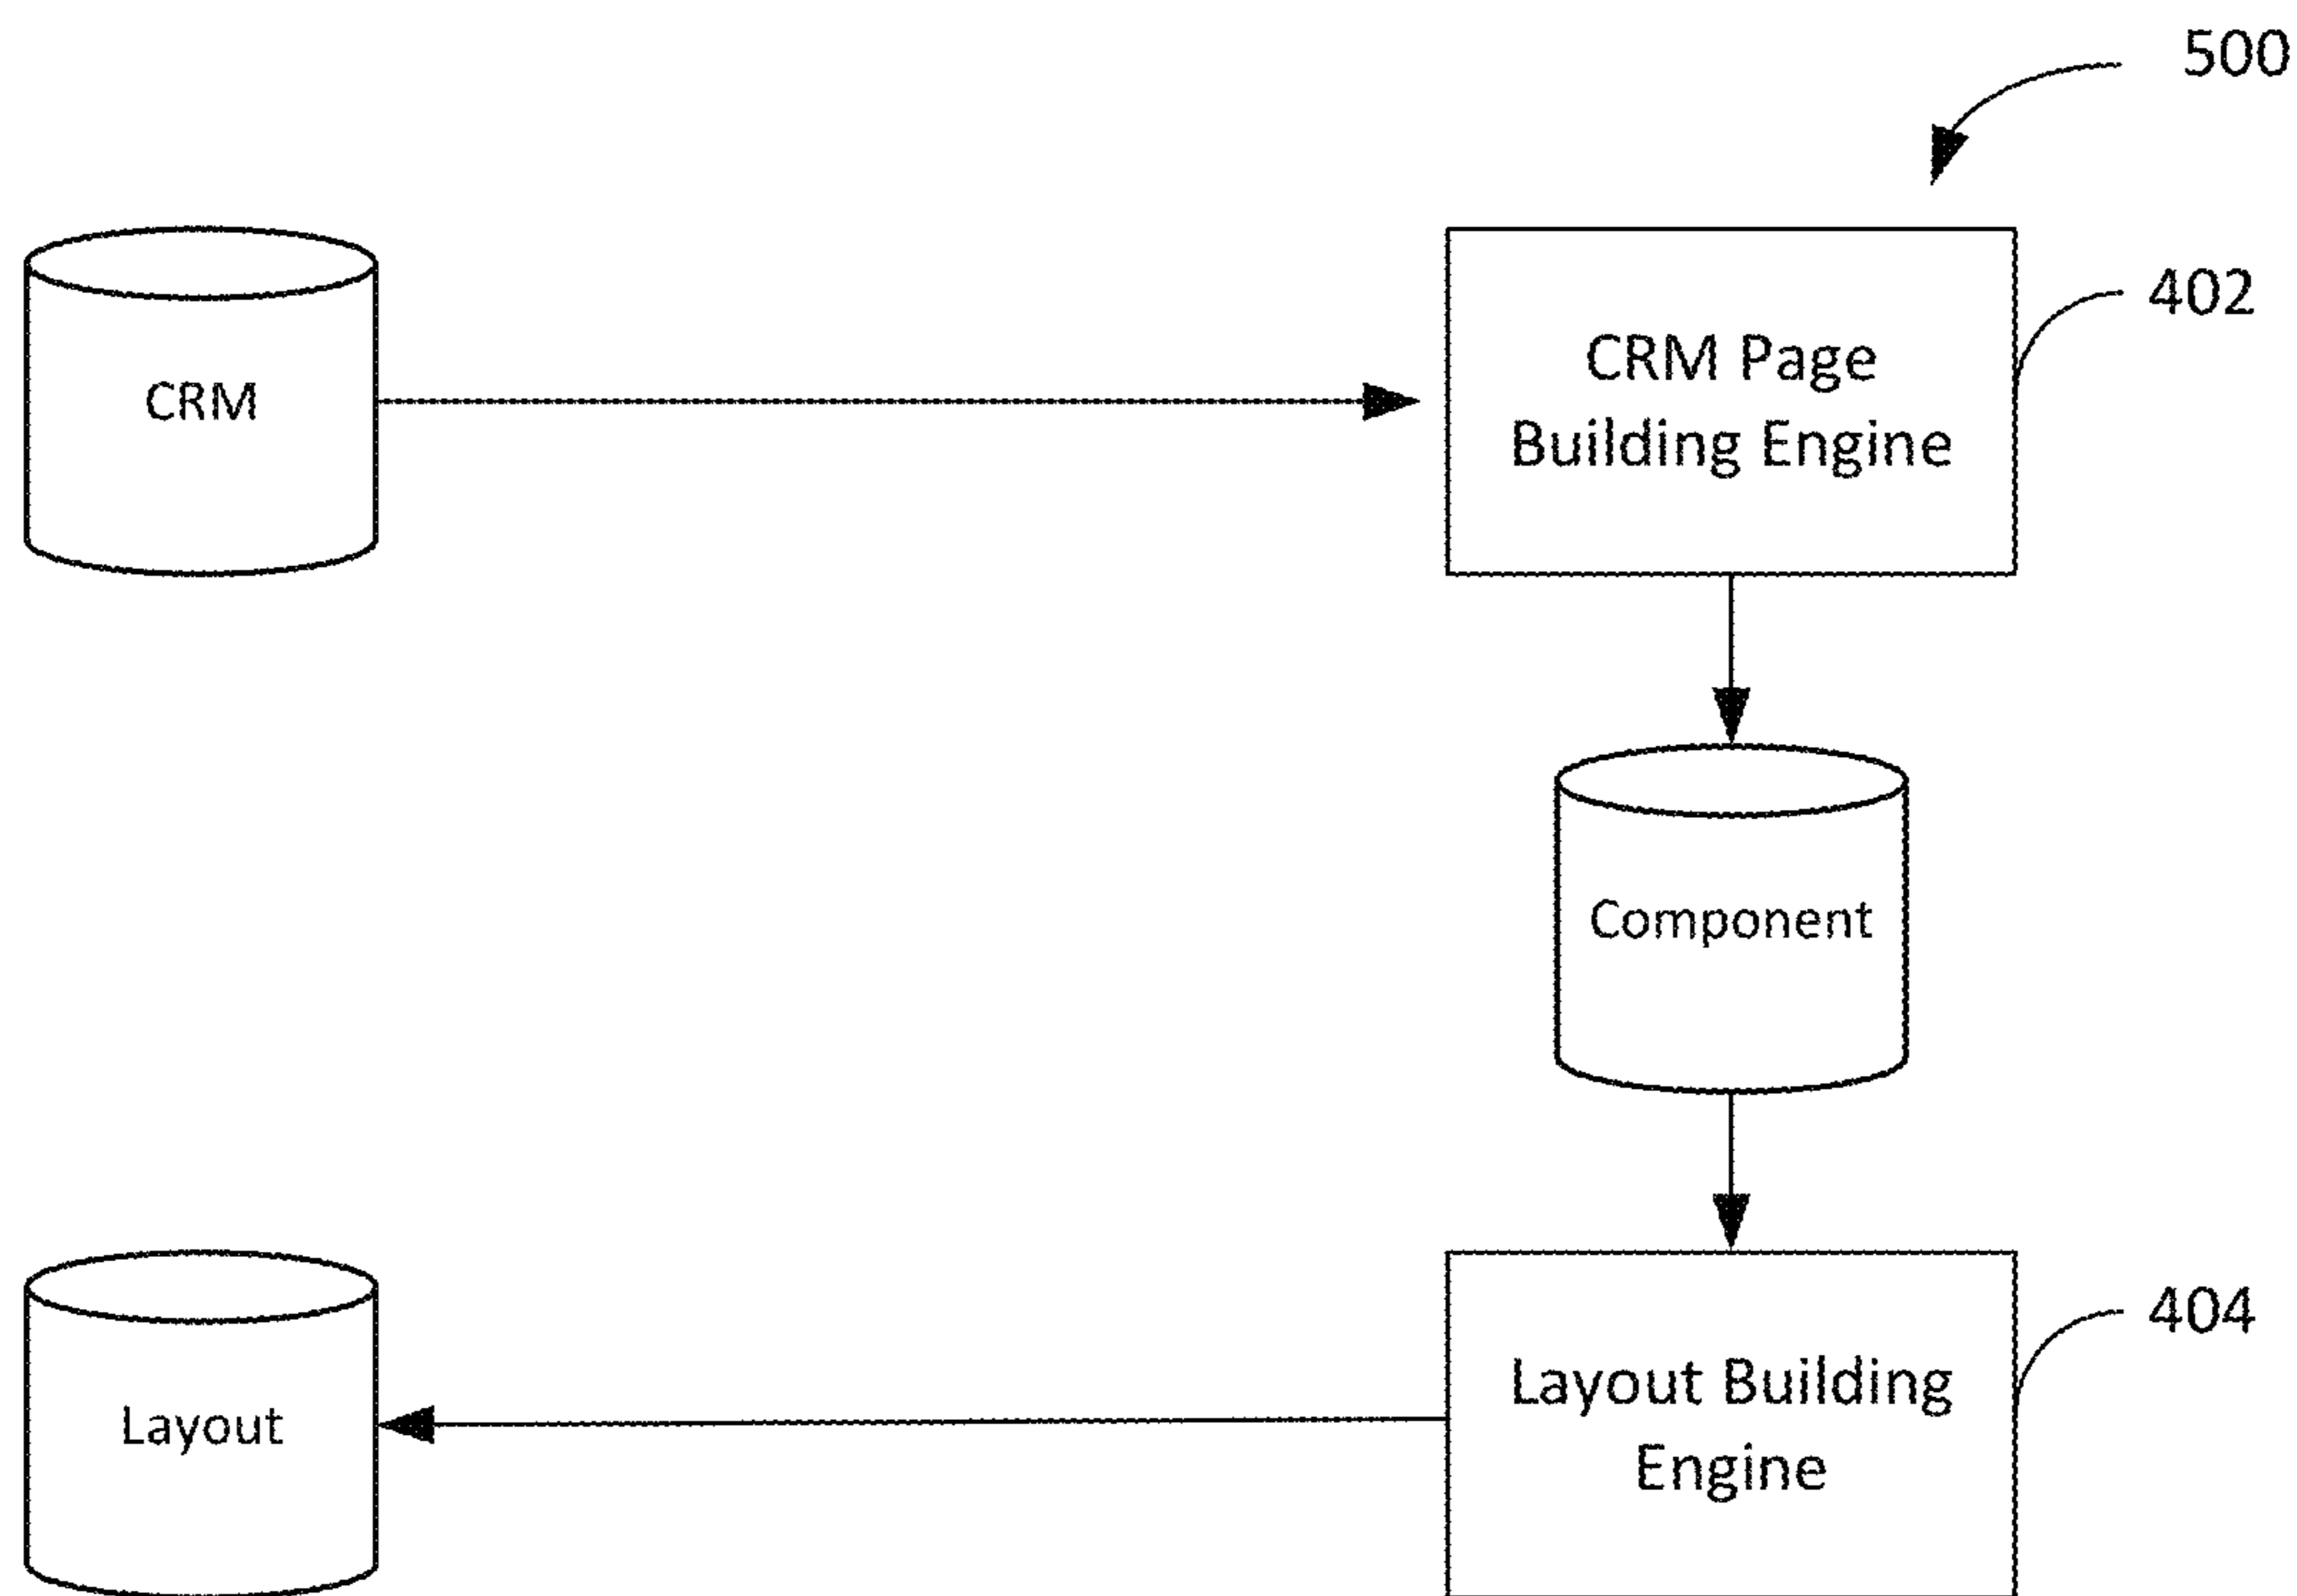 500
402
CRM
CRM Page
Building Engine
Component
404
Layout
Layout Building
Engine